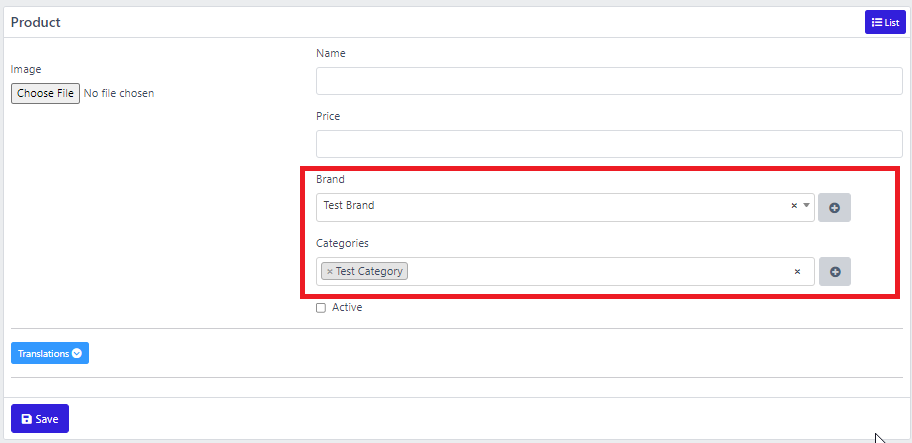 Product
List
Image
Choose File No file chosen
Name
Price
Brand
Test Brand
Categories
× Test Category
Active
Translations
Save